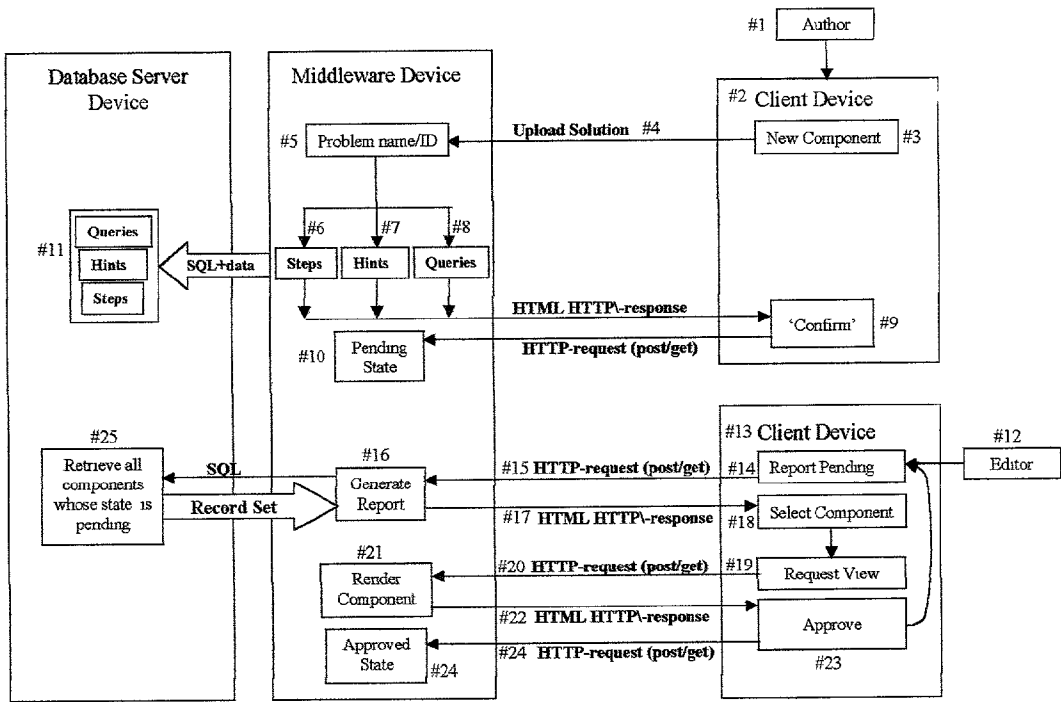 #1
Author
Database Server
Device
Middleware Device
#2
Client Device
#5
Problem name/ID
Upload Solution #4
New Component
#3
#6
#7
#8
#11
Queries
Hints
Steps
SQL+data
Steps
Hints
Queries
HTML HTTP\-response
'Confirm'
#9
#10
Pending
State
HTTP-request (post/get)
#25
Retrieve all
components
whose state is
pending
SQL
Record Set
#16
Generate
Report
#15 HTTP-request (post/get)
#13
Client Device
#14
Report Pending
#12
Editor
#17 HTML HTTP\-response
#18
Select Component
#21
Render
Component
#20 HTTP-request (post/get)
#19
Request View
#22 HTML HTTP\-response
Approve
#23
Approved
State
#24
#24 HTTP-request (post/get)